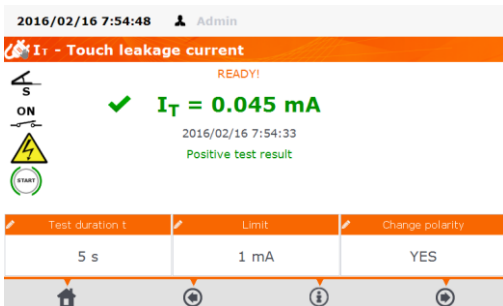 2016/02/16 7:54:48 Admin
IT - Touch leakage current
READY!
S
ON
IT = 0.045 mA
2016/02/16 7:54:33
Positive test result
START
Test duration t Limit Change polarity
5 s 1 mA YES